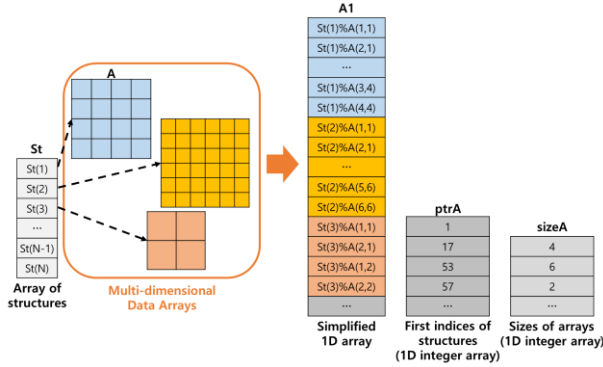 A1
A
St
St(1)
St(2)
St(3)
...
St(N-1)
St(N)
Array of
structures
Multi-dimensional
Data Arrays
St(1)%A(1,1)
St(1)%A(2,1)
...
St(1)%A(3,4)
St(1)%A(4,4)
St(2)%A(1,1)
St(2)%A(2,1)
...
St(2)%A(5,6)
St(2)%A(6,6)
St(3)%A(1,1)
St(3)%A(2,1)
St(3)%A(1,2)
St(3)%A(2,2)
...
Simplified
1D array
ptrA
1
17
53
57
...
First indices of
structures
(1D integer array)
sizeA
4
6
2
...
Sizes of arrays
(1D integer array)